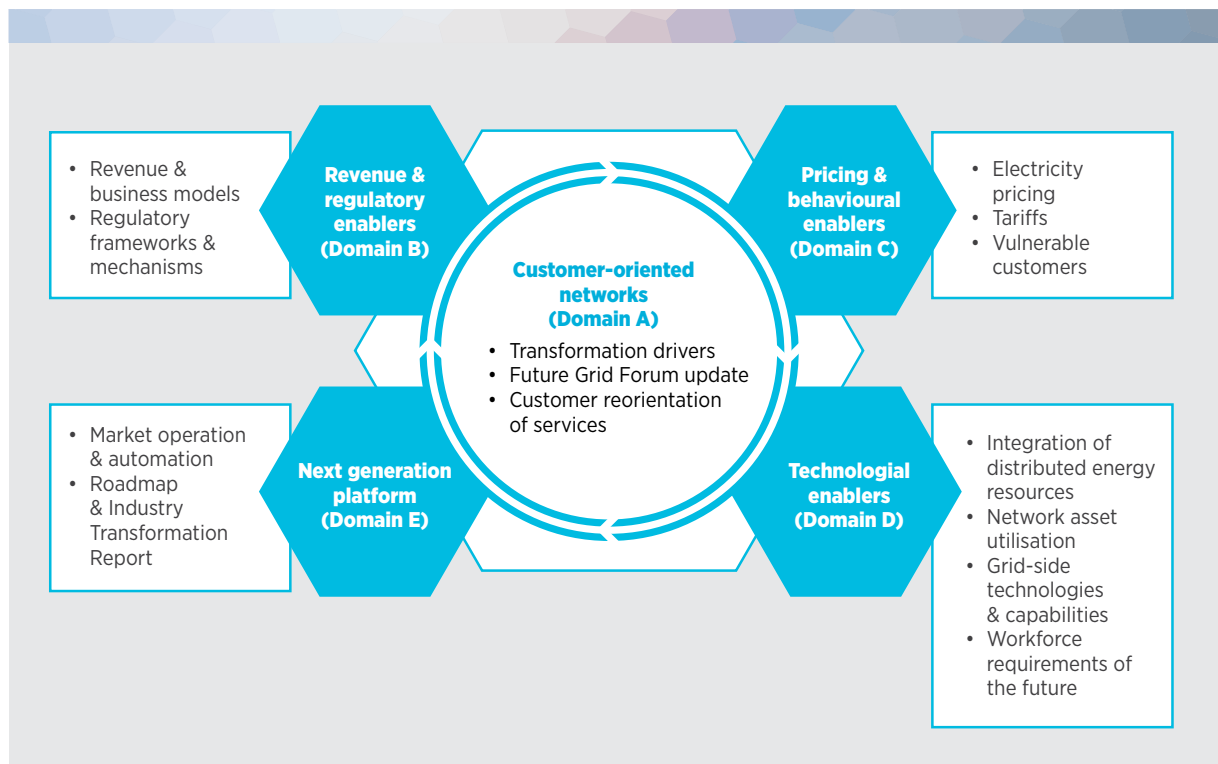 Revenue &
regulatory
enablers
(Domain B)
• Revenue &
business models
• Regulatory
frameworks &
mechanisms
Pricing &
behavioural
enablers
(Domain C)
• Electricity
pricing
• Tariffs
• Vulnerable
customers
Customer-oriented
networks
(Domain A)
• Transformation drivers
• Future Grid Forum update
• Customer reorientation
of services
Next generation
platform
(Domain E)
• Market operation
& automation
• Roadmap
& Industry
Transformation
Report
Technologial
enablers
(Domain D)
• Integration of
distributed energy
resources
• Network asset
utilisation
• Grid-side
technologies
& capabilities
• Workforce
requirements of
the future